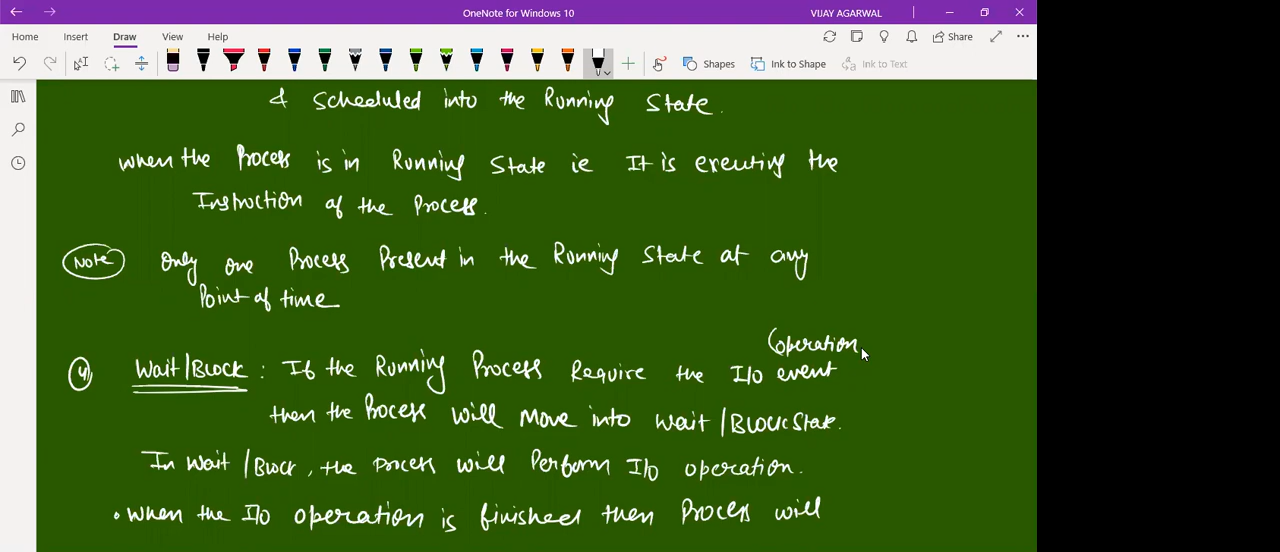 OneNote for Windows 10
VIJAY AGARWAL
Home Insert Draw View Help
Share
Shapes Ink to Shape Ink to Text
& Scheduled into the Running State.
when the Process is in Running State ie It is executing the
Instruction of the Process.
Note Only one Process Present in the Running State at any
Point of time
(operation
4 Wait/Block : If the Running Process Require the I/O event
then the Process will Move into Wait/Block State.
In Wait/Block, the process will Perform I/O operation.
• When the I/O operation is finished then Process will